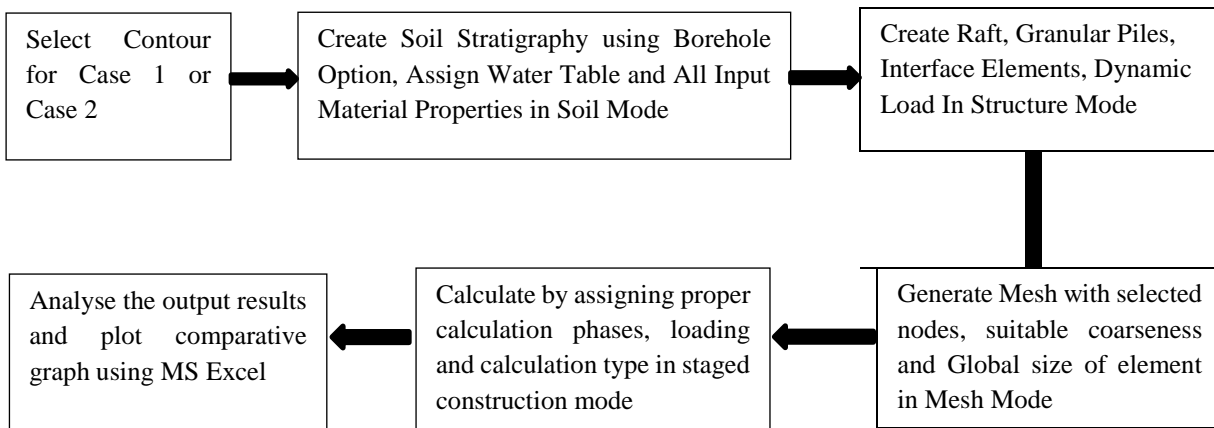 Select Contour
for Case 1 or
Case 2
Create Soil Stratigraphy using Borehole
Option, Assign Water Table and All Input
Material Properties in Soil Mode
Create Raft, Granular Piles,
Interface Elements, Dynamic
Load In Structure Mode
Generate Mesh with selected
nodes, suitable coarseness
and Global size of element
in Mesh Mode
Calculate by assigning proper
calculation phases, loading
and calculation type in staged
construction mode
Analyse the output results
and plot comparative
graph using MS Excel